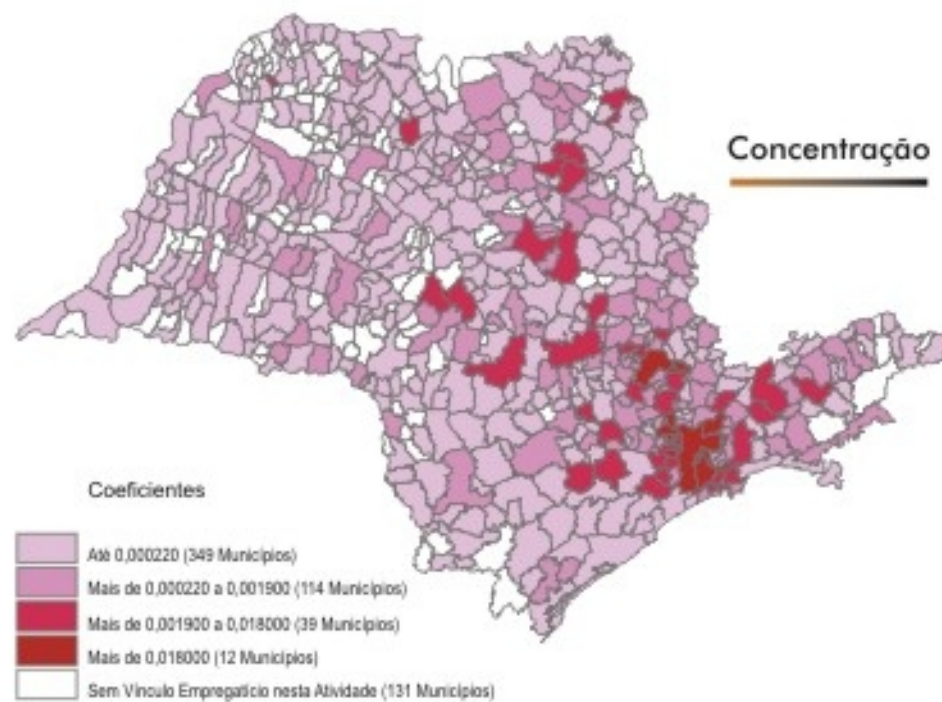 Concentração
Coeficientes
Até 0,000220 (349 Municípios)
Mais de 0,000220 a 0,001900 (114 Municípios)
Mais de 0,001900 a 0,018000 (39 Municípios)
Mais de 0,018000 (12 Municípios)
Sem Vínculo Empregatício nesta Atividade (131 Municípios)